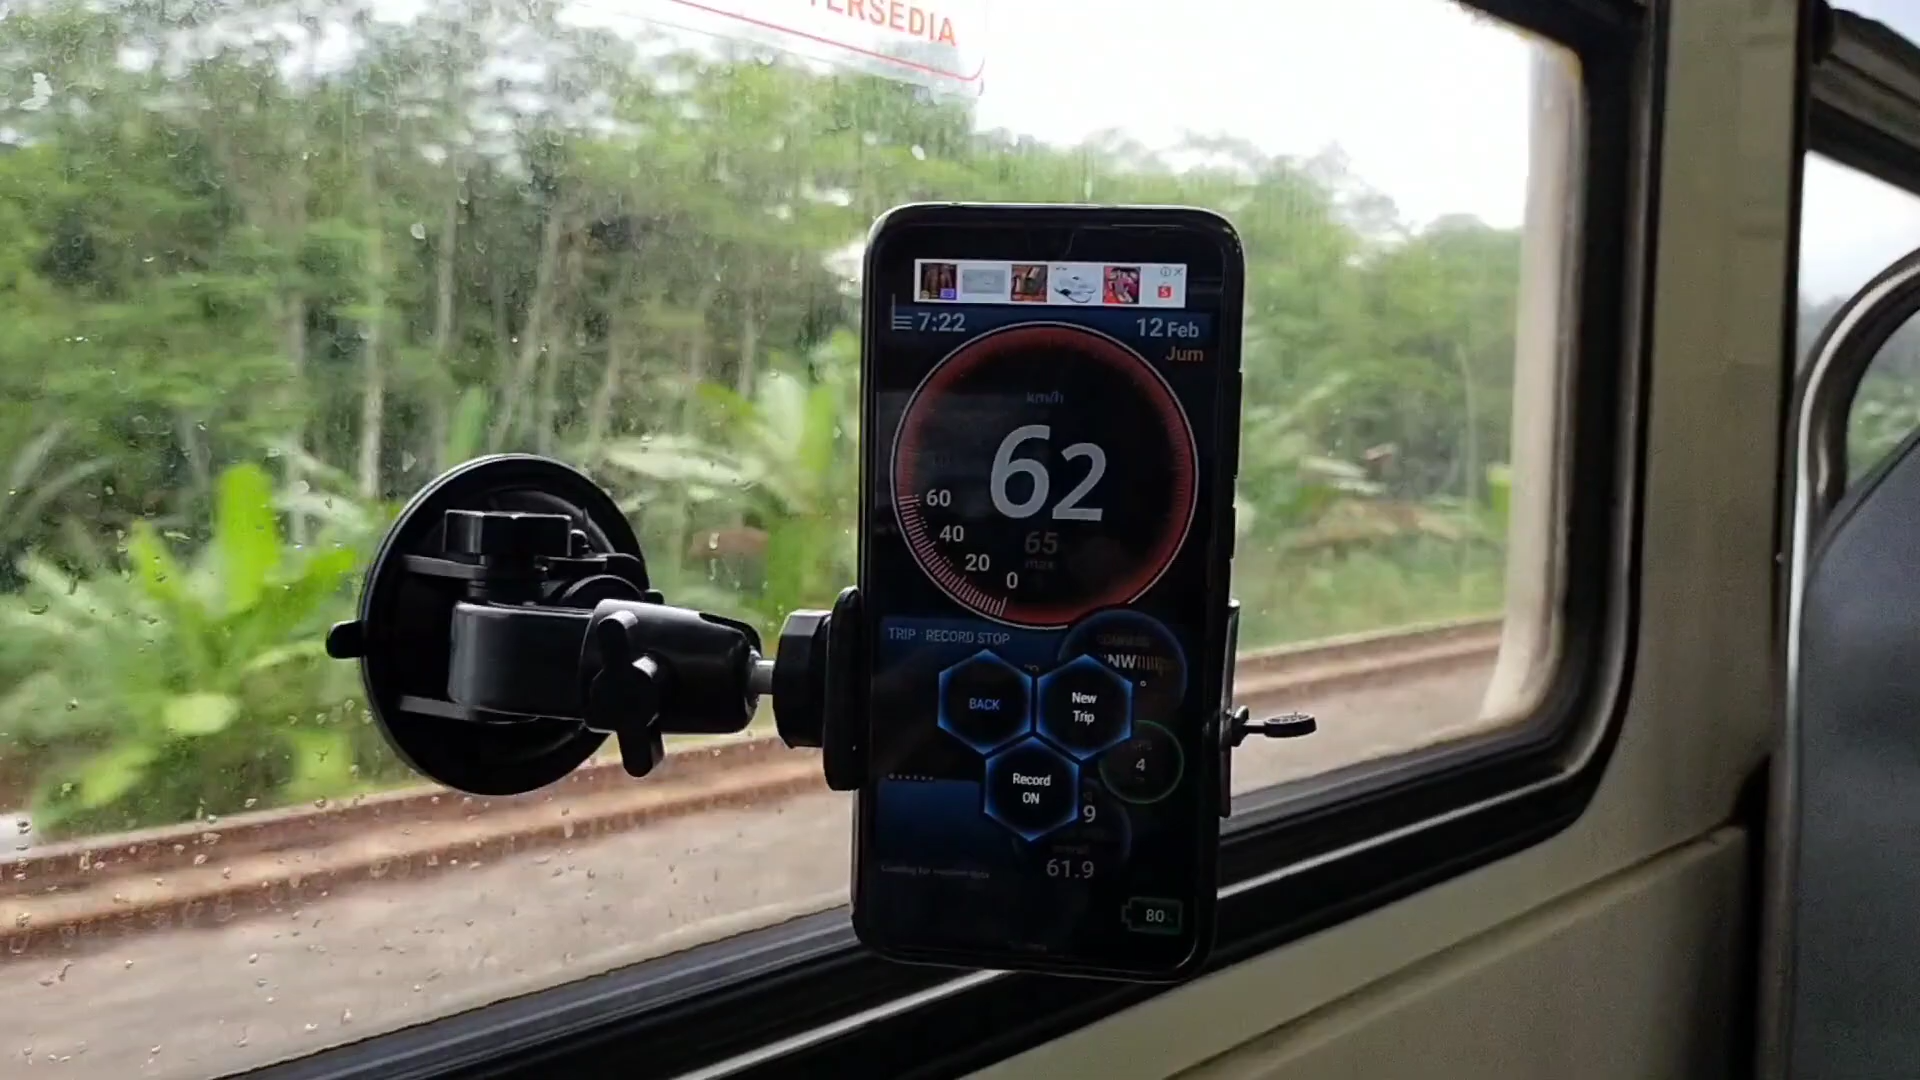 TERSEDIA
7:22
12 Feb
Jum
km/h
62
60
40
20
0
65
max
TRIP · RECORD STOP
NW
BACK
New
Trip
Record
ON
4
9
61.9
80